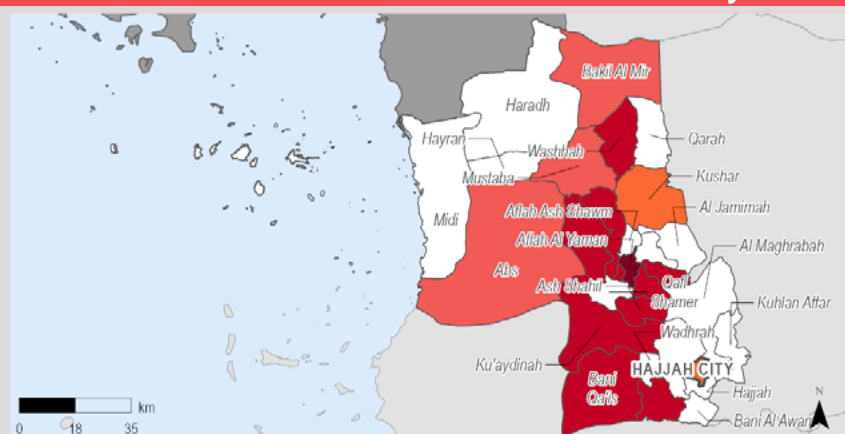 Bakil Al Mir
Haradh
Hayran
Washhah
Qarah
Mustaba
Kushar
Al Jamimah
Midi
Aflah Ash Shawm
Aflah Al Yaman
Al Maghrabah
Abs
Ash Shahil
Qafl
Shamer
Kuhlan Affar
Wadhrah
Ku'aydinah
HAJJAH CITY
Bani
Qa'is
Hajjah
Bani Al Awam
km
0 18 35
N